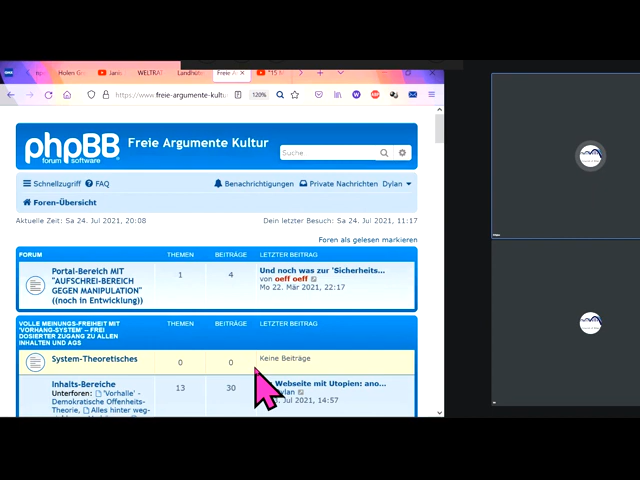 Holen G
Janis
WELTRAT
Landhüt
Freie A
"15 M
https://www.freie-argumente-kultu
120%
phpBB
forum software
Freie Argumente Kultur
Suche
Schnellzugriff FAQ
Benachrichtigungen Private Nachrichten Dylan
Foren-Übersicht
Aktuelle Zeit: Sa 24. Jul 2021, 20:08
Dein letzter Besuch: Sa 24. Jul 2021, 11:17
Foren als gelesen markieren
FORUM THEMEN BEITRÄGE LETZTER BEITRAG
Portal-Bereich MIT
"AUFSCHREI-BEREICH
GEGEN MANIPULATION"
((noch in Entwicklung))
1 4
Und noch was zur 'Sicherheits...
von oeff oeff
Mo 22. Mär 2021, 22:17
VOLLE MEINUNGS-FREIHEIT MIT
'VORHANG-SYSTEM' – FREI
DOSIERTER ZUGANG ZU ALLEN
INHALTEN UND AGS
THEMEN BEITRÄGE LETZTER BEITRAG
System-Theoretisches 0 0 Keine Beiträge
Inhalts-Bereiche
Unterforen: 'Vorhalle' -
Demokratische Offenheits-
Theorie, Alles hinter weg-
13 30
Webseite mit Utopien: ano...
ylan
. Jul 2021, 14:57